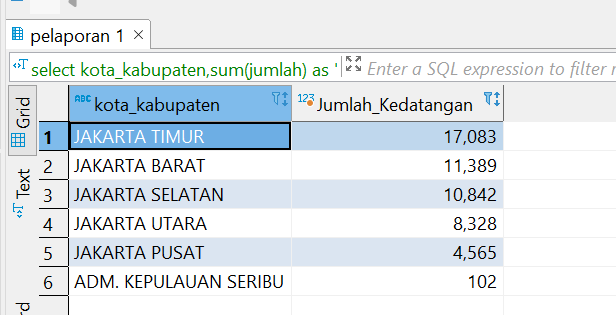 pelaporan 1 ×
select kota_kabupaten,sum(jumlah) as ' Enter a SQL expression to filter
Grid
Text
ABC kota_kabupaten 123 Jumlah_Kedatangan
1 JAKARTA TIMUR 17,083
2 JAKARTA BARAT 11,389
3 JAKARTA SELATAN 10,842
4 JAKARTA UTARA 8,328
5 JAKARTA PUSAT 4,565
6 ADM. KEPULAUAN SERIBU 102